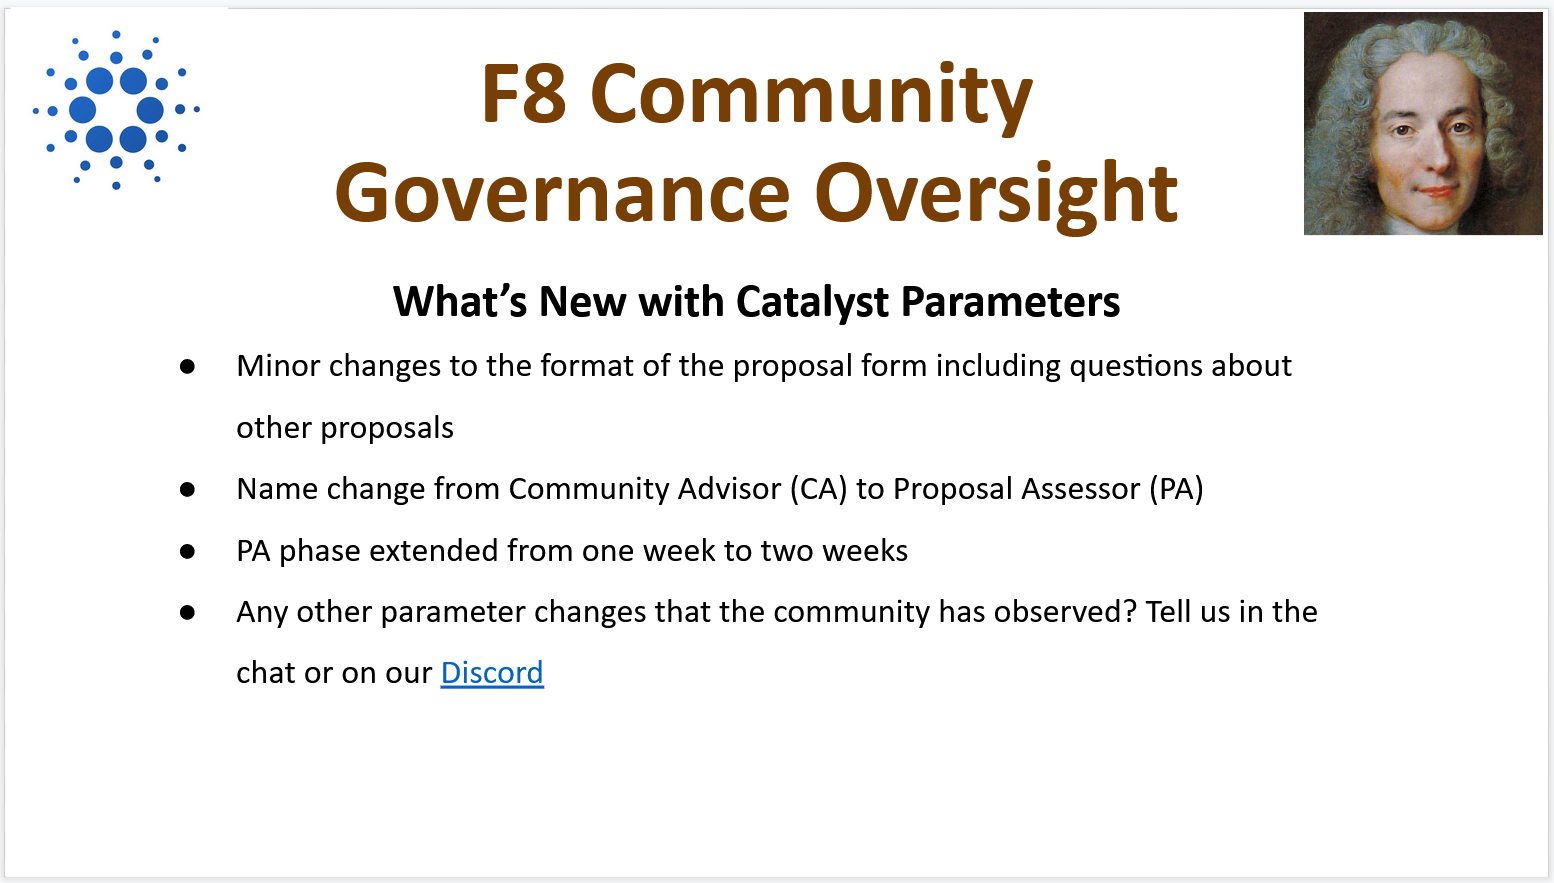 F8 Community
Governance Oversight
What’s New with Catalyst Parameters
● Minor changes to the format of the proposal form including questions about
other proposals
● Name change from Community Advisor (CA) to Proposal Assessor (PA)
● PA phase extended from one week to two weeks
● Any other parameter changes that the community has observed? Tell us in the
chat or on our Discord